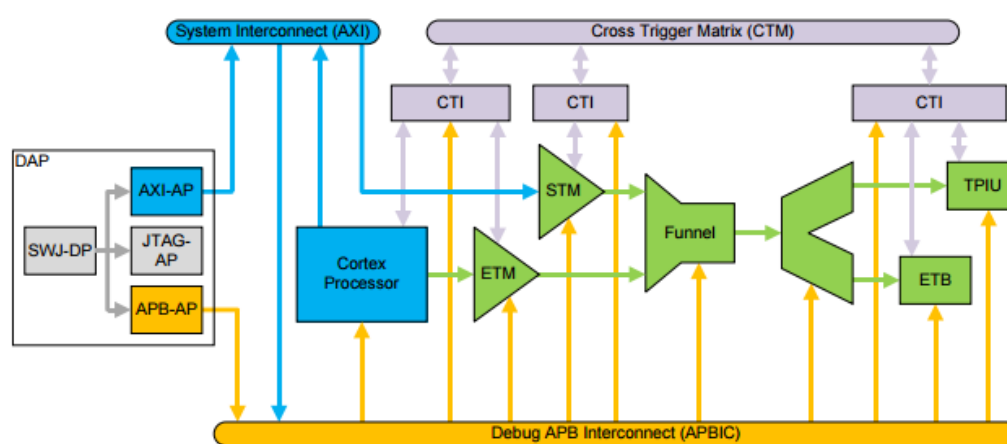 System Interconnect (AXI)
Cross Trigger Matrix (CTM)
CTI
CTI
CTI
DAP
AXI-AP
SWJ-DP
JTAG-
AP
APB-AP
Cortex
Processor
STM
ETM
Funnel
TPIU
ETB
Debug APB Interconnect (APBIC)